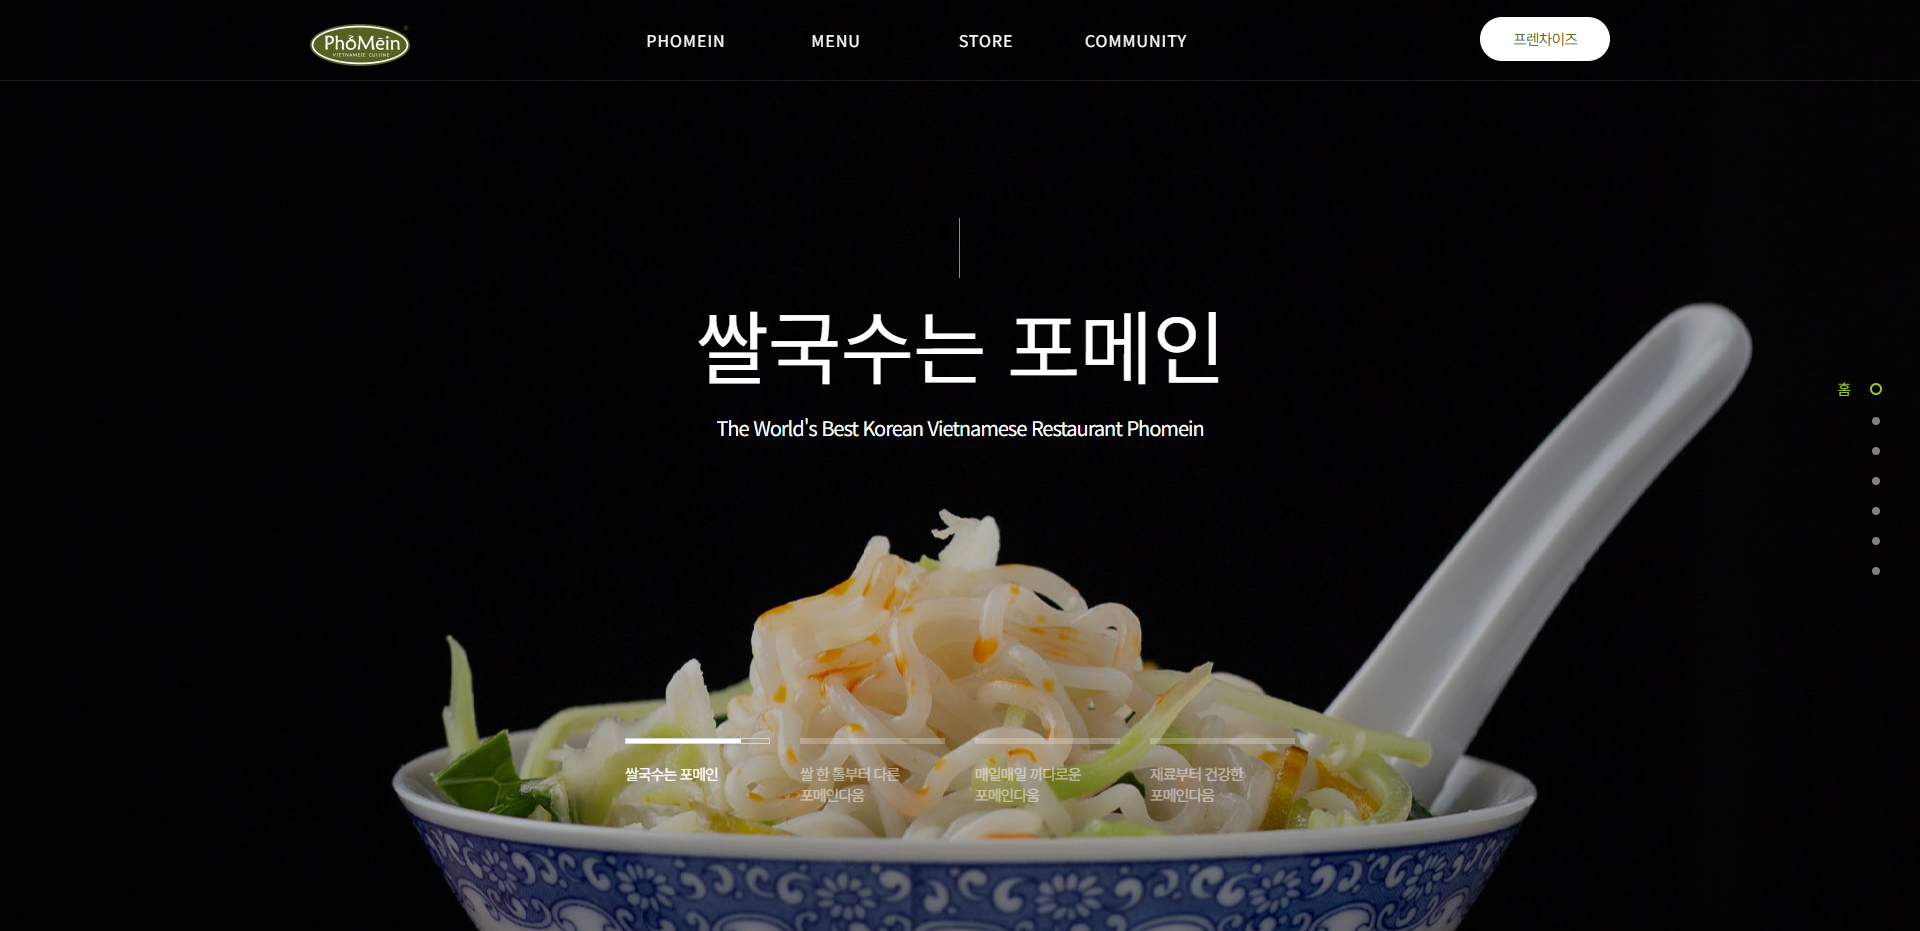 PhởMēin
VIETNAMESE CUISINE
PHOMEIN
MENU
STORE
COMMUNITY
프렌차이즈
쌀국수는 포메인
The World's Best Korean Vietnamese Restaurant Phomein
홈
쌀국수는 포메인
쌀 한 톨부터 다른
포메인다움
매일매일 까다로운
포메인다움
재료부터 건강한
포메인다움